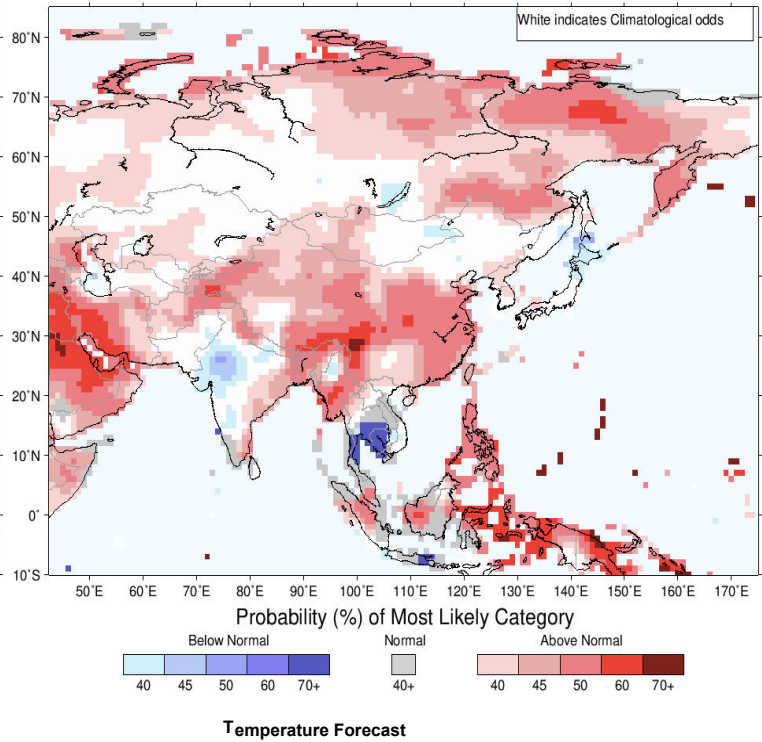 White indicates Climatological odds
80˚N
70˚N
60˚N
50˚N
40˚N
30˚N
20˚N
10˚N
0˚
10˚S
50˚E 60˚E 70˚E 80˚E 90˚E 100˚E 110˚E 120˚E 130˚E 140˚E 150˚E 160˚E 170˚E
Probability (%) of Most Likely Category
Below Normal Normal Above Normal
40 45 50 60 70+ 40+ 40 45 50 60 70+
Temperature Forecast